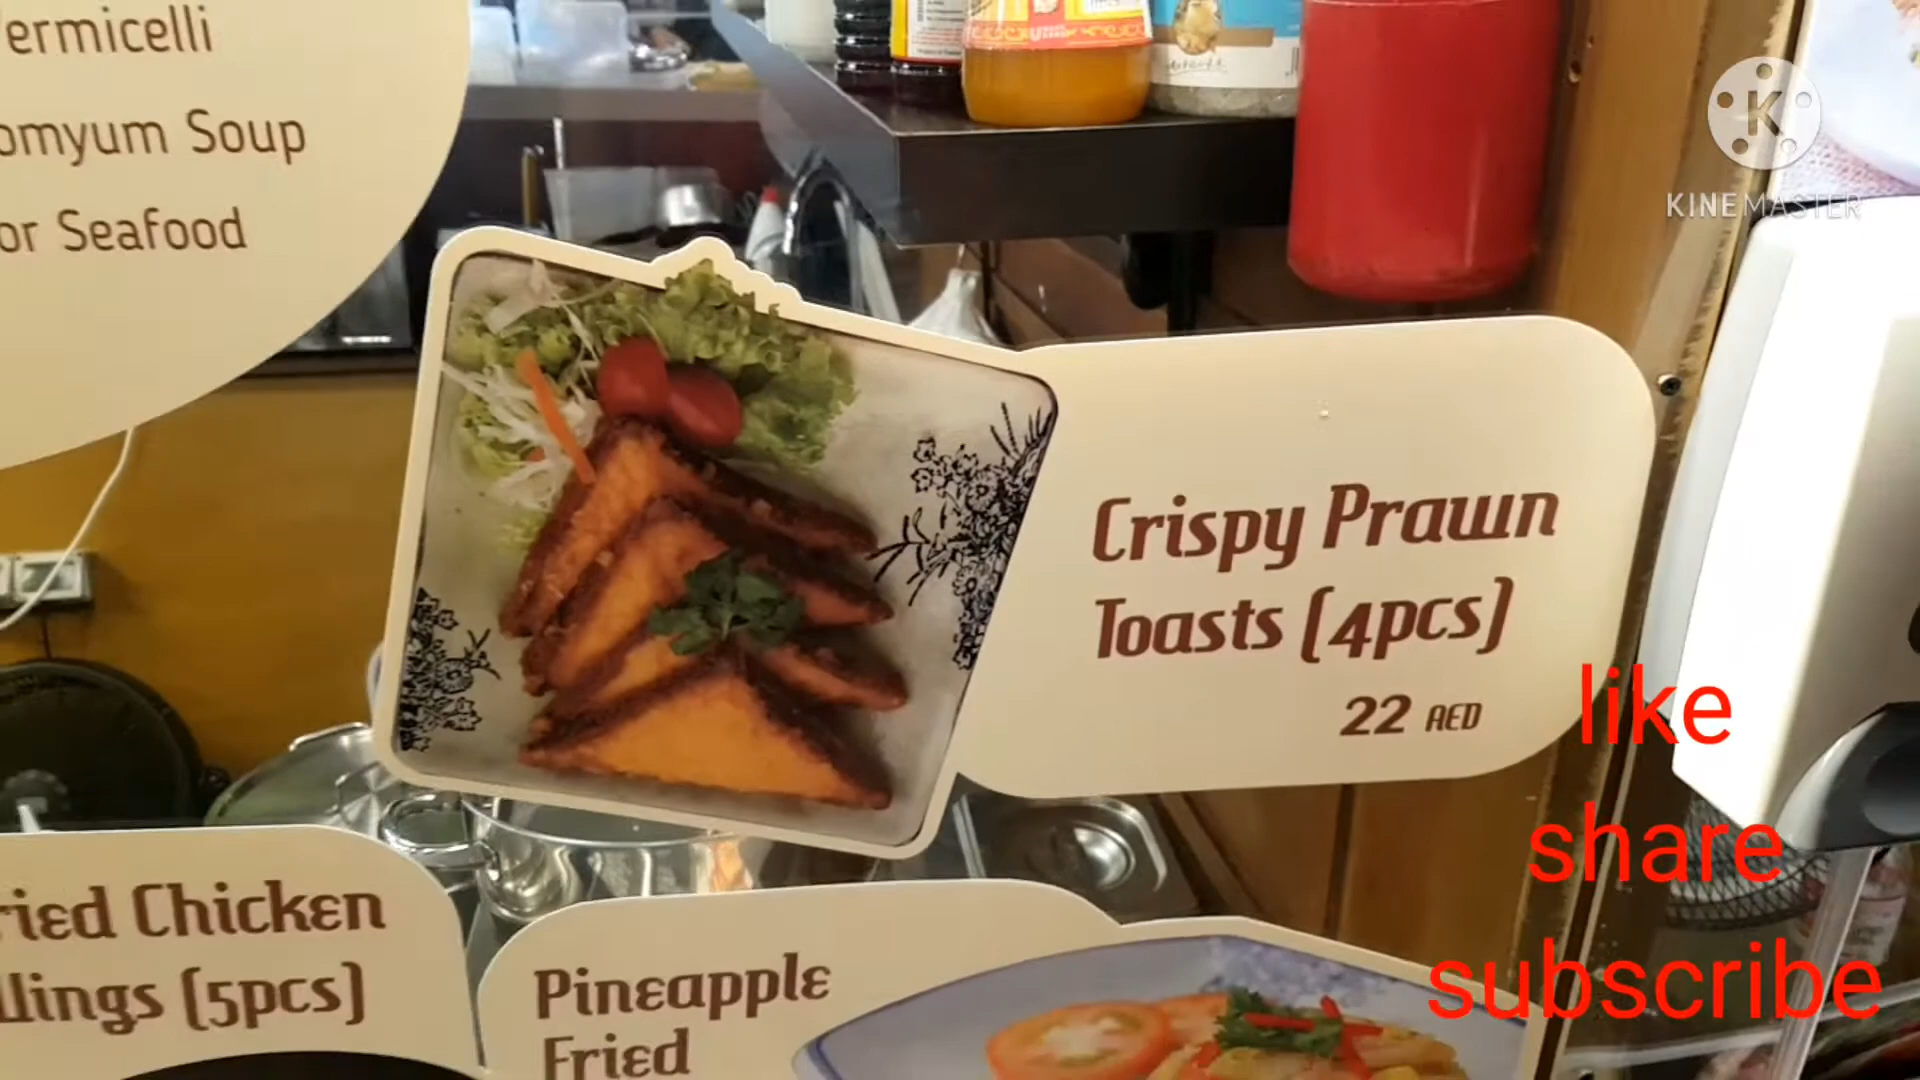 ermicelli
omyum Soup
or Seafood
KINEMASTER
Crispy Prawn
Toasts (4pcs)
22 AED
like
share
subscribe
ried Chicken
Wings (5pcs)
Pineapple
Fried